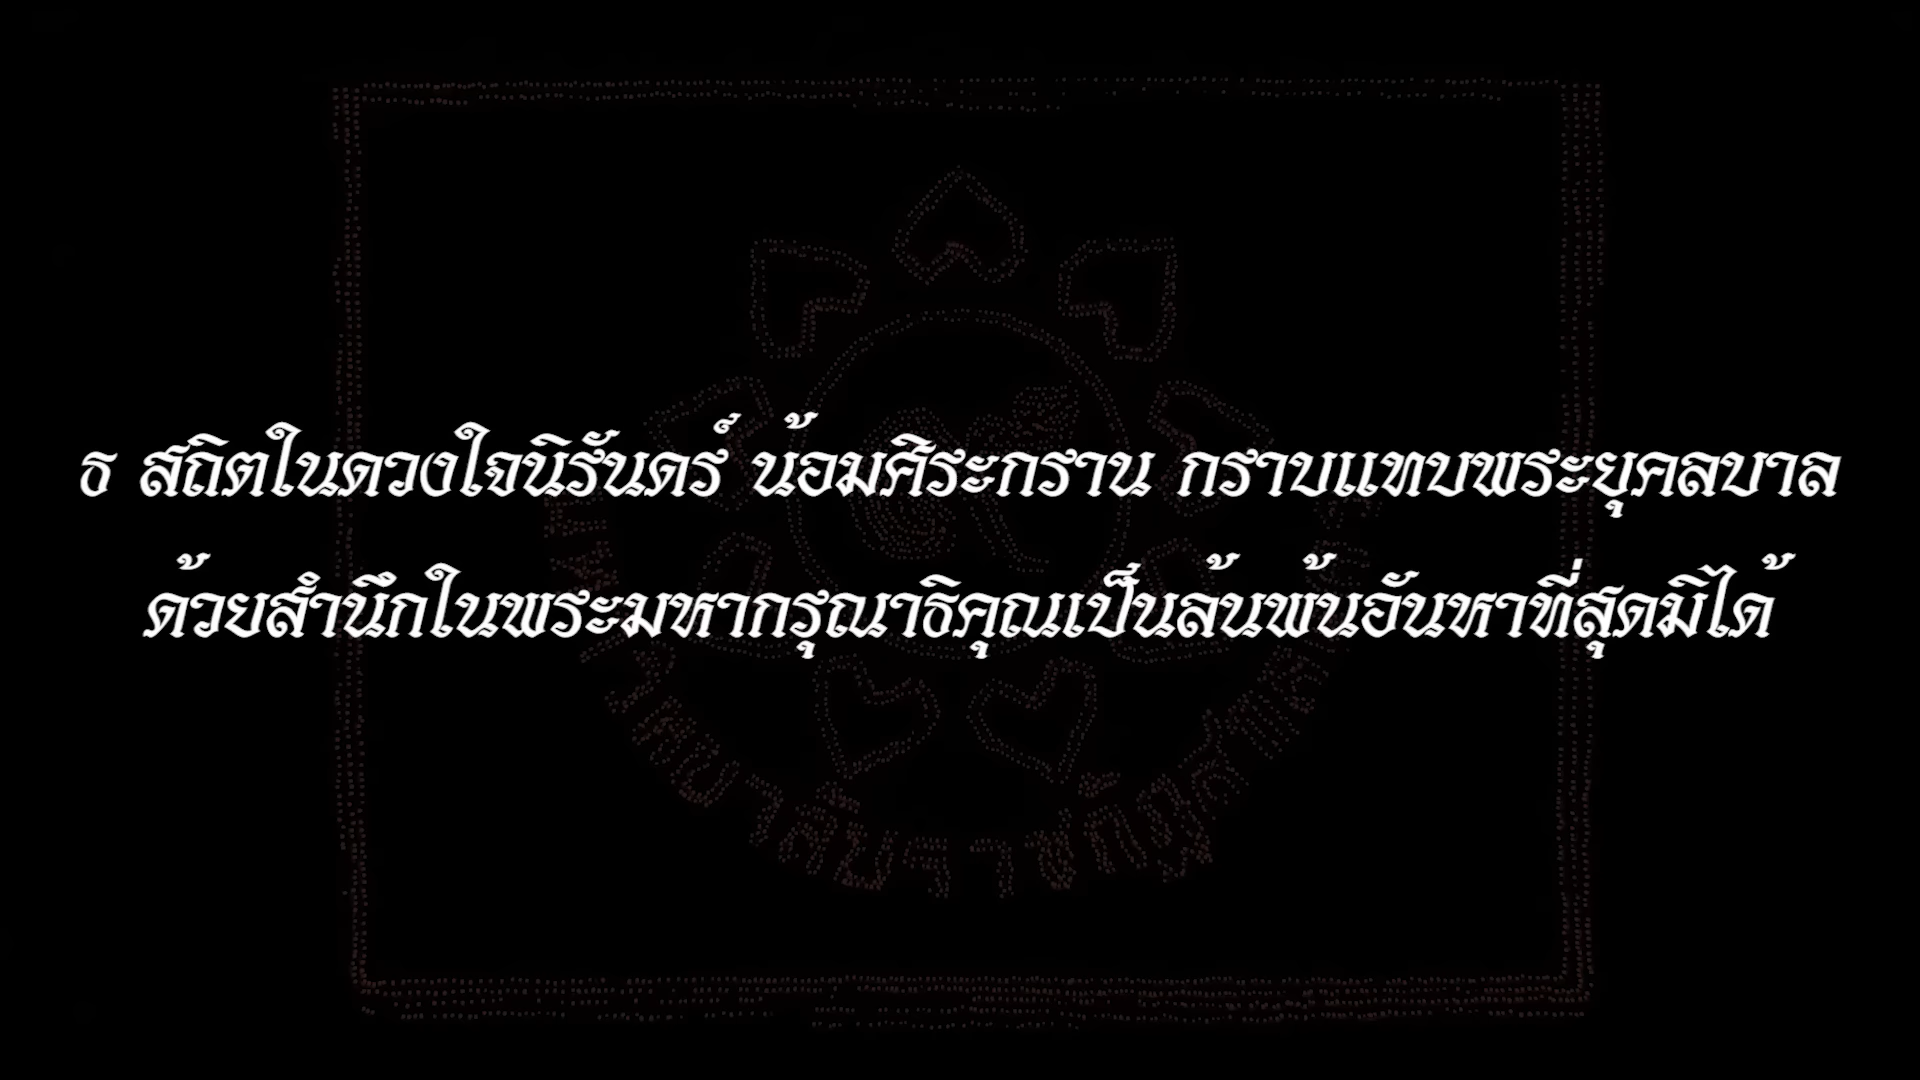 ธ สถิตในดวงใจนิรันดร์ น้อมศิระกราน กราบแทบพระยุคลบาล
ด้วยสำนึกในพระมหากรุณาธิคุณเป็นล้นพ้นอันหาที่สุดมิได้